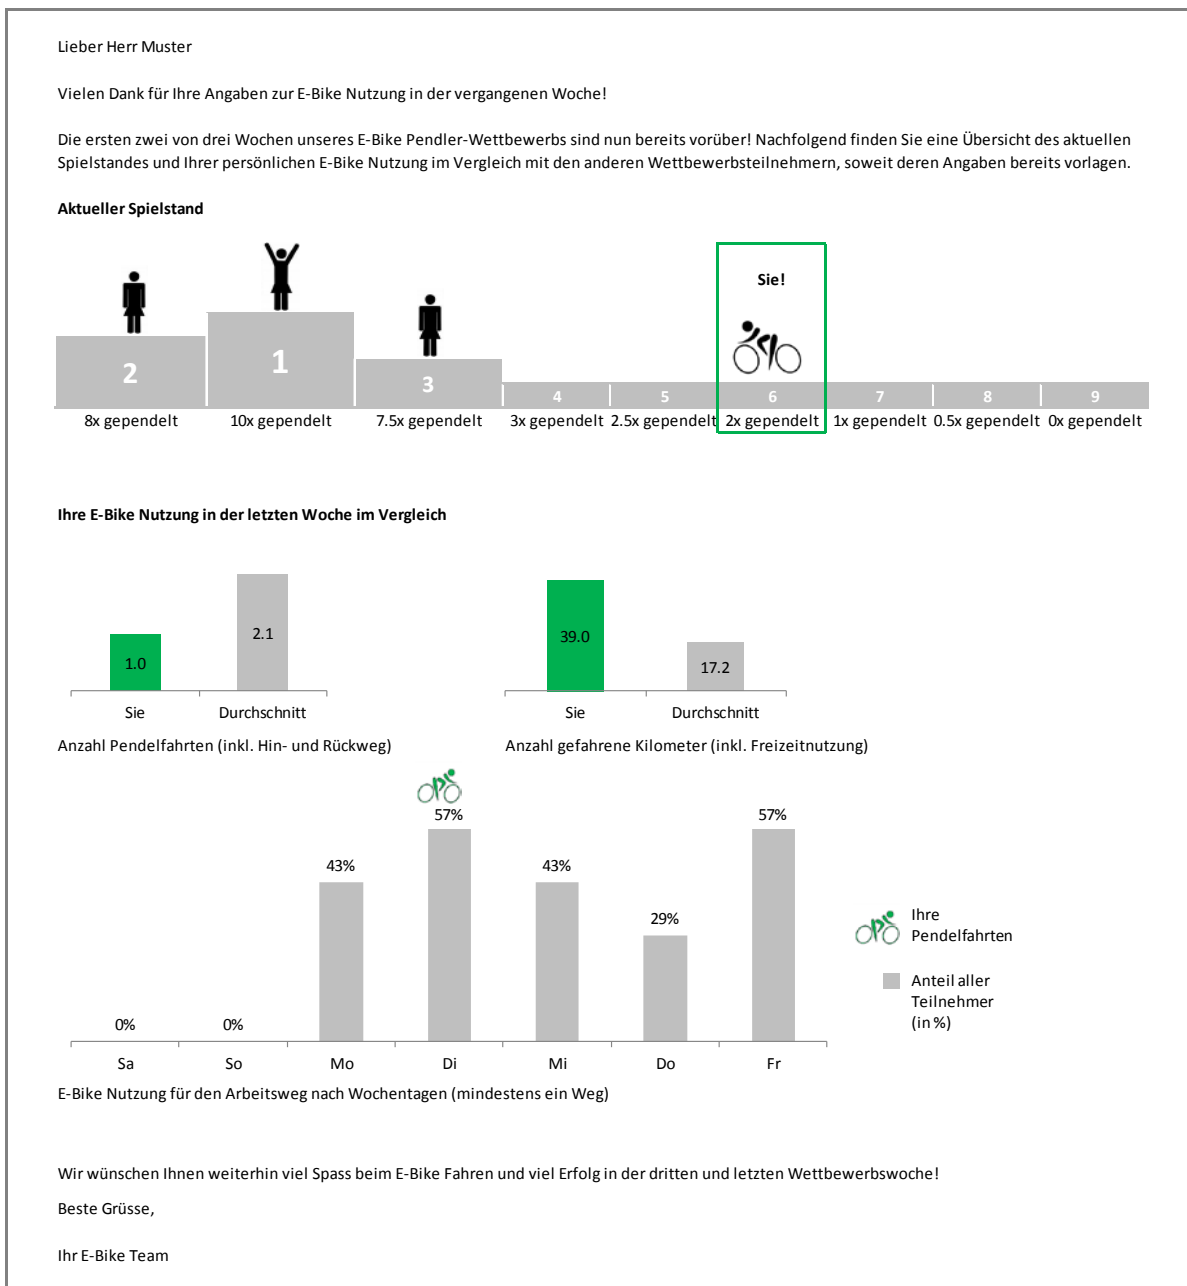 Lieber Herr Muster
Vielen Dank für Ihre Angaben zur E-Bike Nutzung in der vergangenen Woche!
Die ersten zwei von drei Wochen unseres E-Bike Pendler-Wettbewerbs sind nun bereits vorüber! Nachfolgend finden Sie eine Übersicht des aktuellen
Spielstandes und Ihrer persönlichen E-Bike Nutzung im Vergleich mit den anderen Wettbewerbsteilnehmern, soweit deren Angaben bereits vorlagen.
Aktueller Spielstand
Sie!
2 1 3 4 5 6 7 8 9
8x gependelt 10x gependelt 7.5x gependelt 3x gependelt 2.5x gependelt 2x gependelt 1x gependelt 0.5x gependelt 0x gependelt
Ihre E-Bike Nutzung in der letzten Woche im Vergleich
1.0 2.1
Sie Durchschnitt
Anzahl Pendelfahrten (inkl. Hin- und Rückweg)
39.0 17.2
Sie Durchschnitt
Anzahl gefahrene Kilometer (inkl. Freizeitnutzung)
0% 0% 43% 57% 43% 29% 57%
Sa So Mo Di Mi Do Fr
Ihre
Pendelfahrten
Anteil aller
Teilnehmer
(in %)
E-Bike Nutzung für den Arbeitsweg nach Wochentagen (mindestens ein Weg)
Wir wünschen Ihnen weiterhin viel Spass beim E-Bike Fahren und viel Erfolg in der dritten und letzten Wettbewerbswoche!
Beste Grüsse,
Ihr E-Bike Team